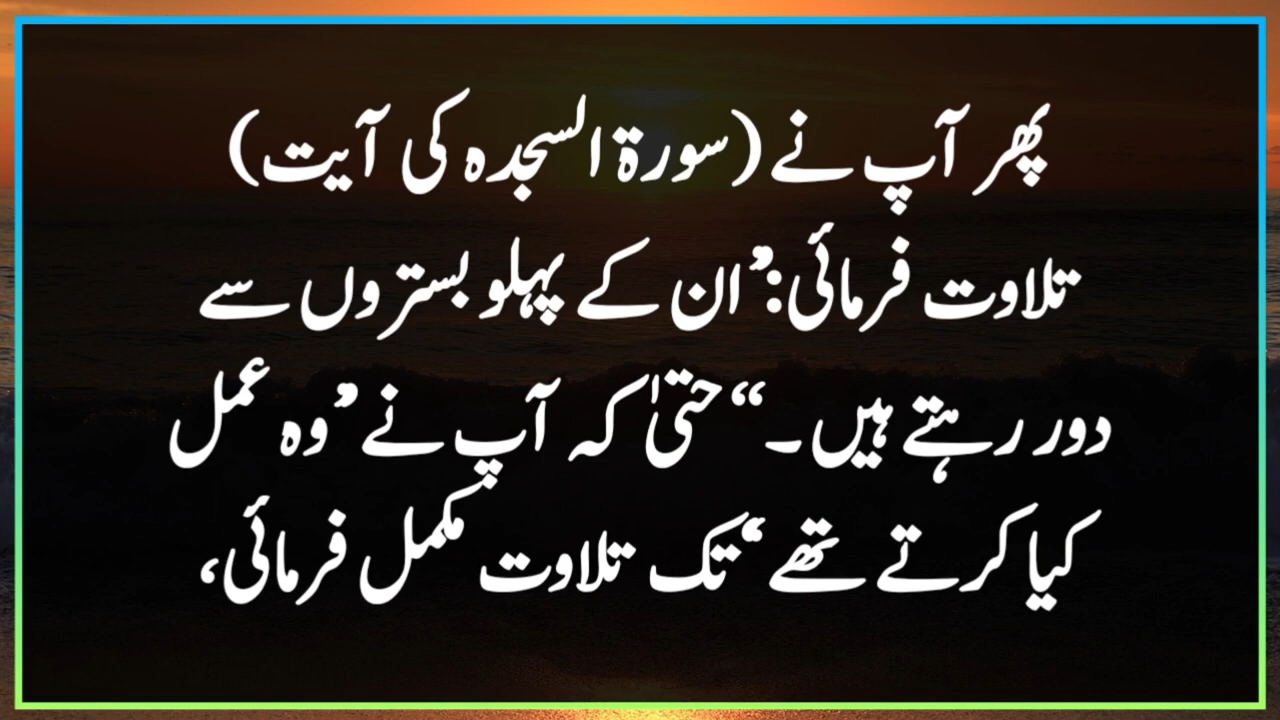 پھر آپ نے (سورۃ السجدہ کی آیت)
تلاوت فرمائی: ”ان کے پہلو بستروں سے
دور رہتے ہیں۔“ حتیٰ کہ آپ نے ”وہ عمل
کیا کرتے تھے“ تک تلاوت مکمل فرمائی،